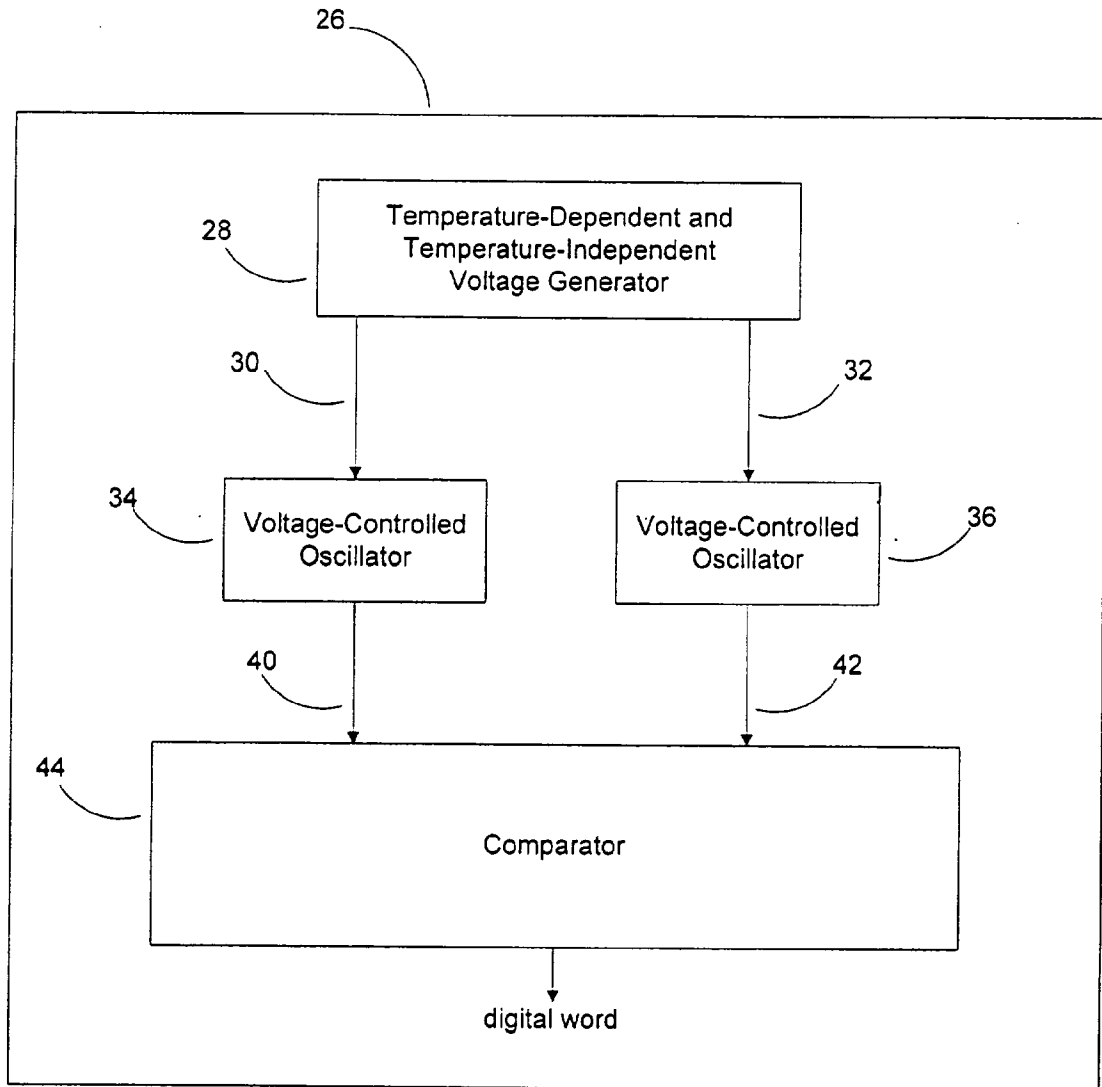 26
28
Temperature-Dependent and
Temperature-Independent
Voltage Generator
30
32
34
Voltage-Controlled
Oscillator
Voltage-Controlled
Oscillator
36
40
42
44
Comparator
digital word